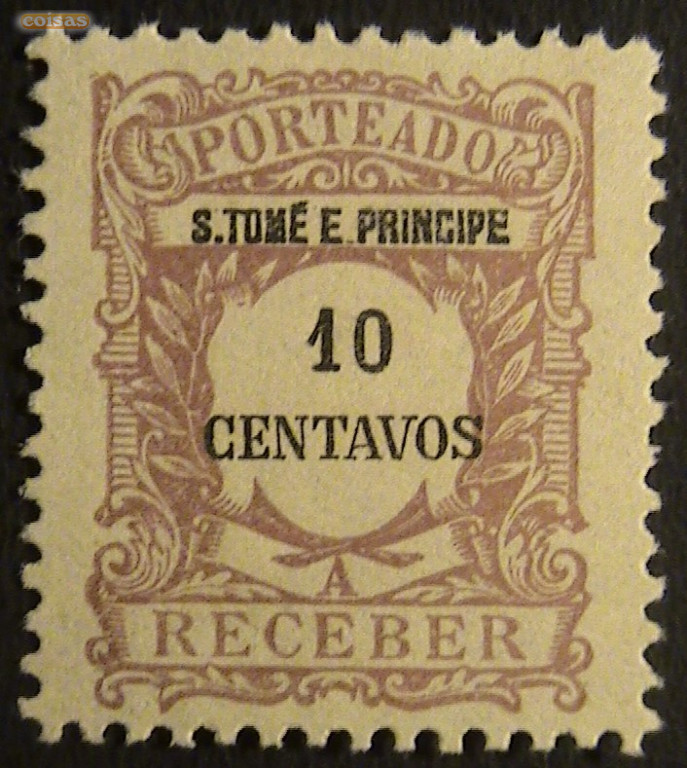 coisas
PORTEADO
S.TOMÉ E PRINCIPE
10
CENTAVOS
A
RECEBER